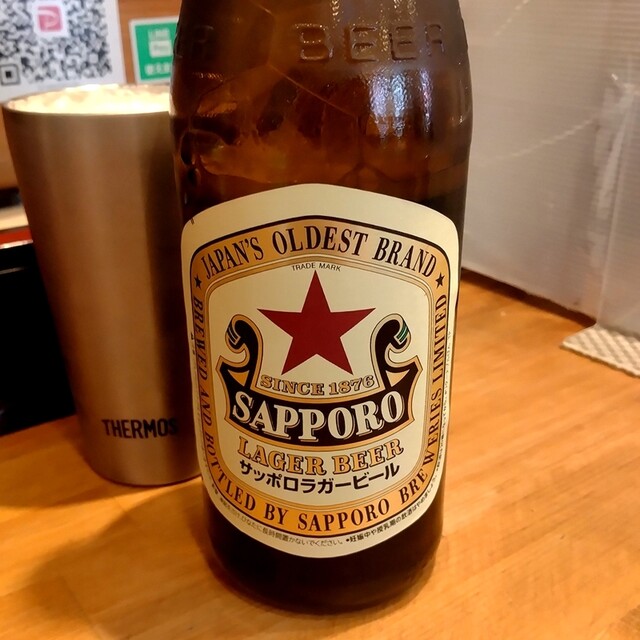 BEER
JAPAN'S OLDEST BRAND
TRADE MARK
SINCE 1876
SAPPORO
LAGER BEER
サッポロラガービール
BREWED AND BOTTLED BY SAPPORO BREWERIES LIMITED
THERMOS